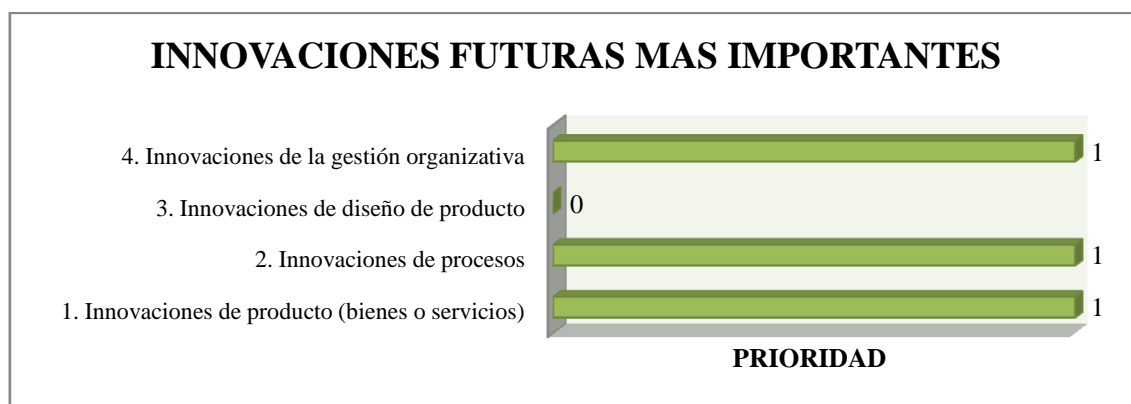 INNOVACIONES FUTURAS MAS IMPORTANTES
4. Innovaciones de la gestión organizativa
1
3. Innovaciones de diseño de producto
0
2. Innovaciones de procesos
1
1. Innovaciones de producto (bienes o servicios)
1
PRIORIDAD